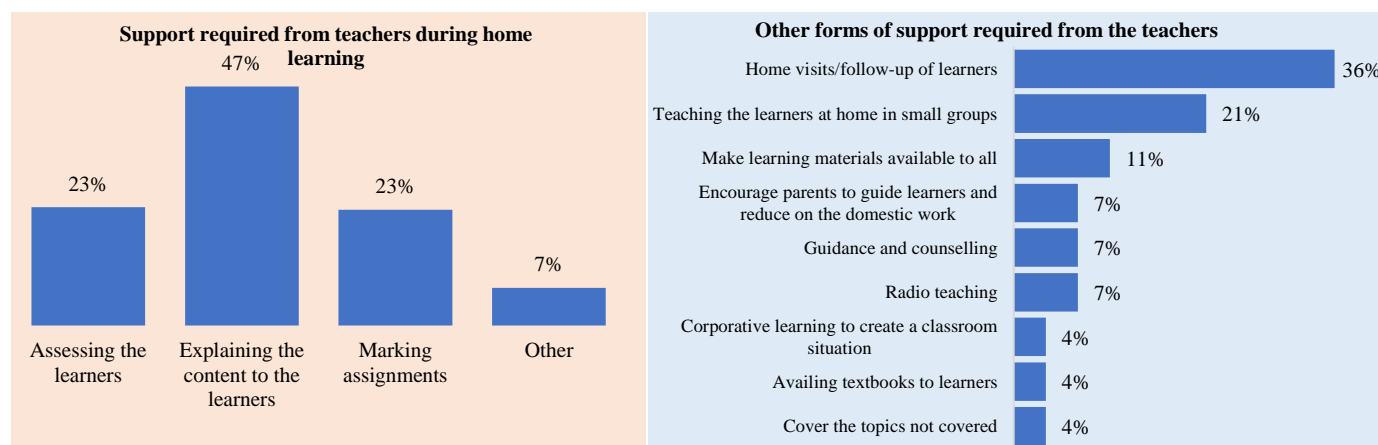 Support required from teachers during home
learning
47%
23%
23%
7%
Assessing the
learners
Explaining the
content to the
learners
Marking
assignments
Other
Other forms of support required from the teachers
Home visits/follow-up of learners
36%
Teaching the learners at home in small groups
21%
Make learning materials available to all
11%
Encourage parents to guide learners and
reduce on the domestic work
7%
Guidance and counselling
7%
Radio teaching
7%
Corporative learning to create a classroom
situation
4%
Availing textbooks to learners
4%
Cover the topics not covered
4%